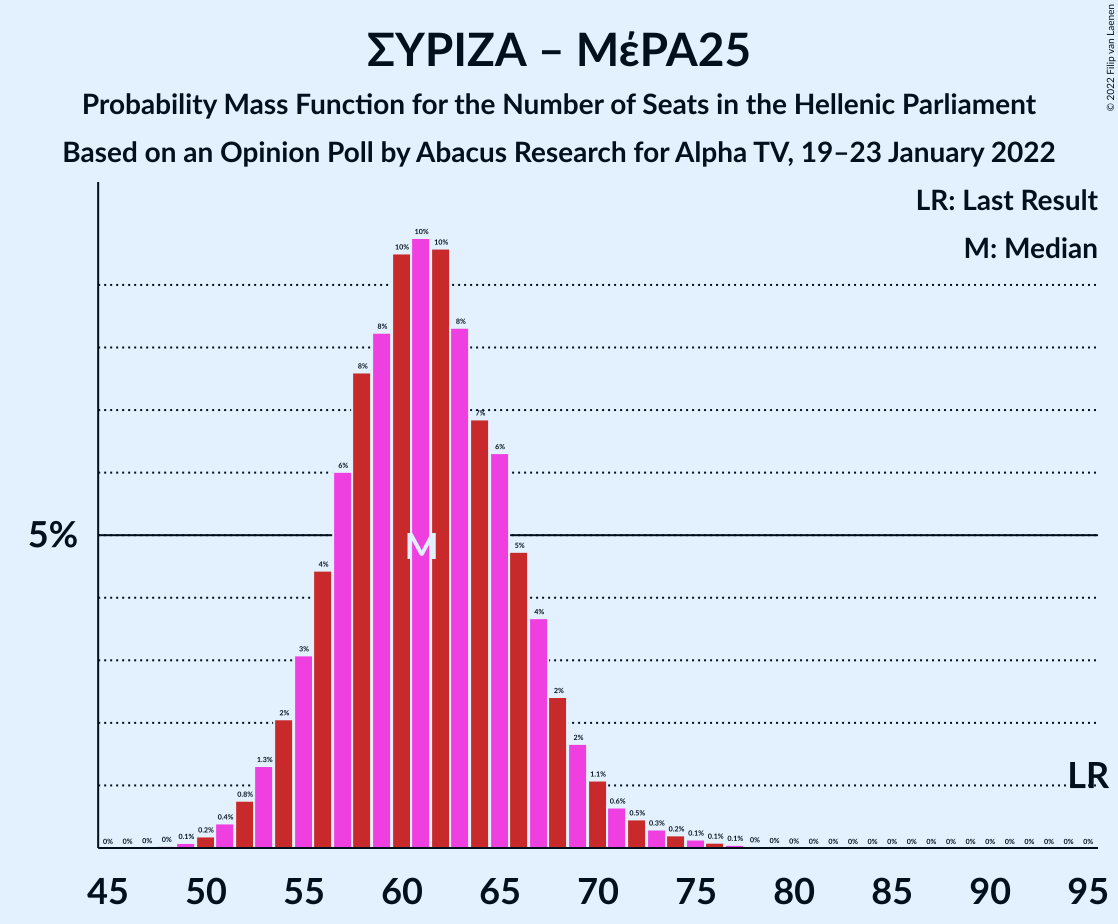 ΣΥΡΙΖΑ – ΜέΡΑ25
Probability Mass Function for the Number of Seats in the Hellenic Parliament
Based on an Opinion Poll by Abacus Research for Alpha TV, 19–23 January 2022
© 2022 Filip van Laenen
LR: Last Result
M: Median
5%
0% 0% 0% 0% 0.1% 0.2% 0.4% 0.8% 1.3% 2% 3% 4% 6% 8% 8% 10% 10% 10% 8% 7% 6% 5% 4% 2% 2% 1.1% 0.6% 0.5% 0.3% 0.2% 0.1% 0.1% 0.1% 0% 0% 0% 0% 0% 0% 0% 0% 0% 0% 0% 0% 0% 0% 0% 0% 0% 0%
M
LR
45 50 55 60 65 70 75 80 85 90 95